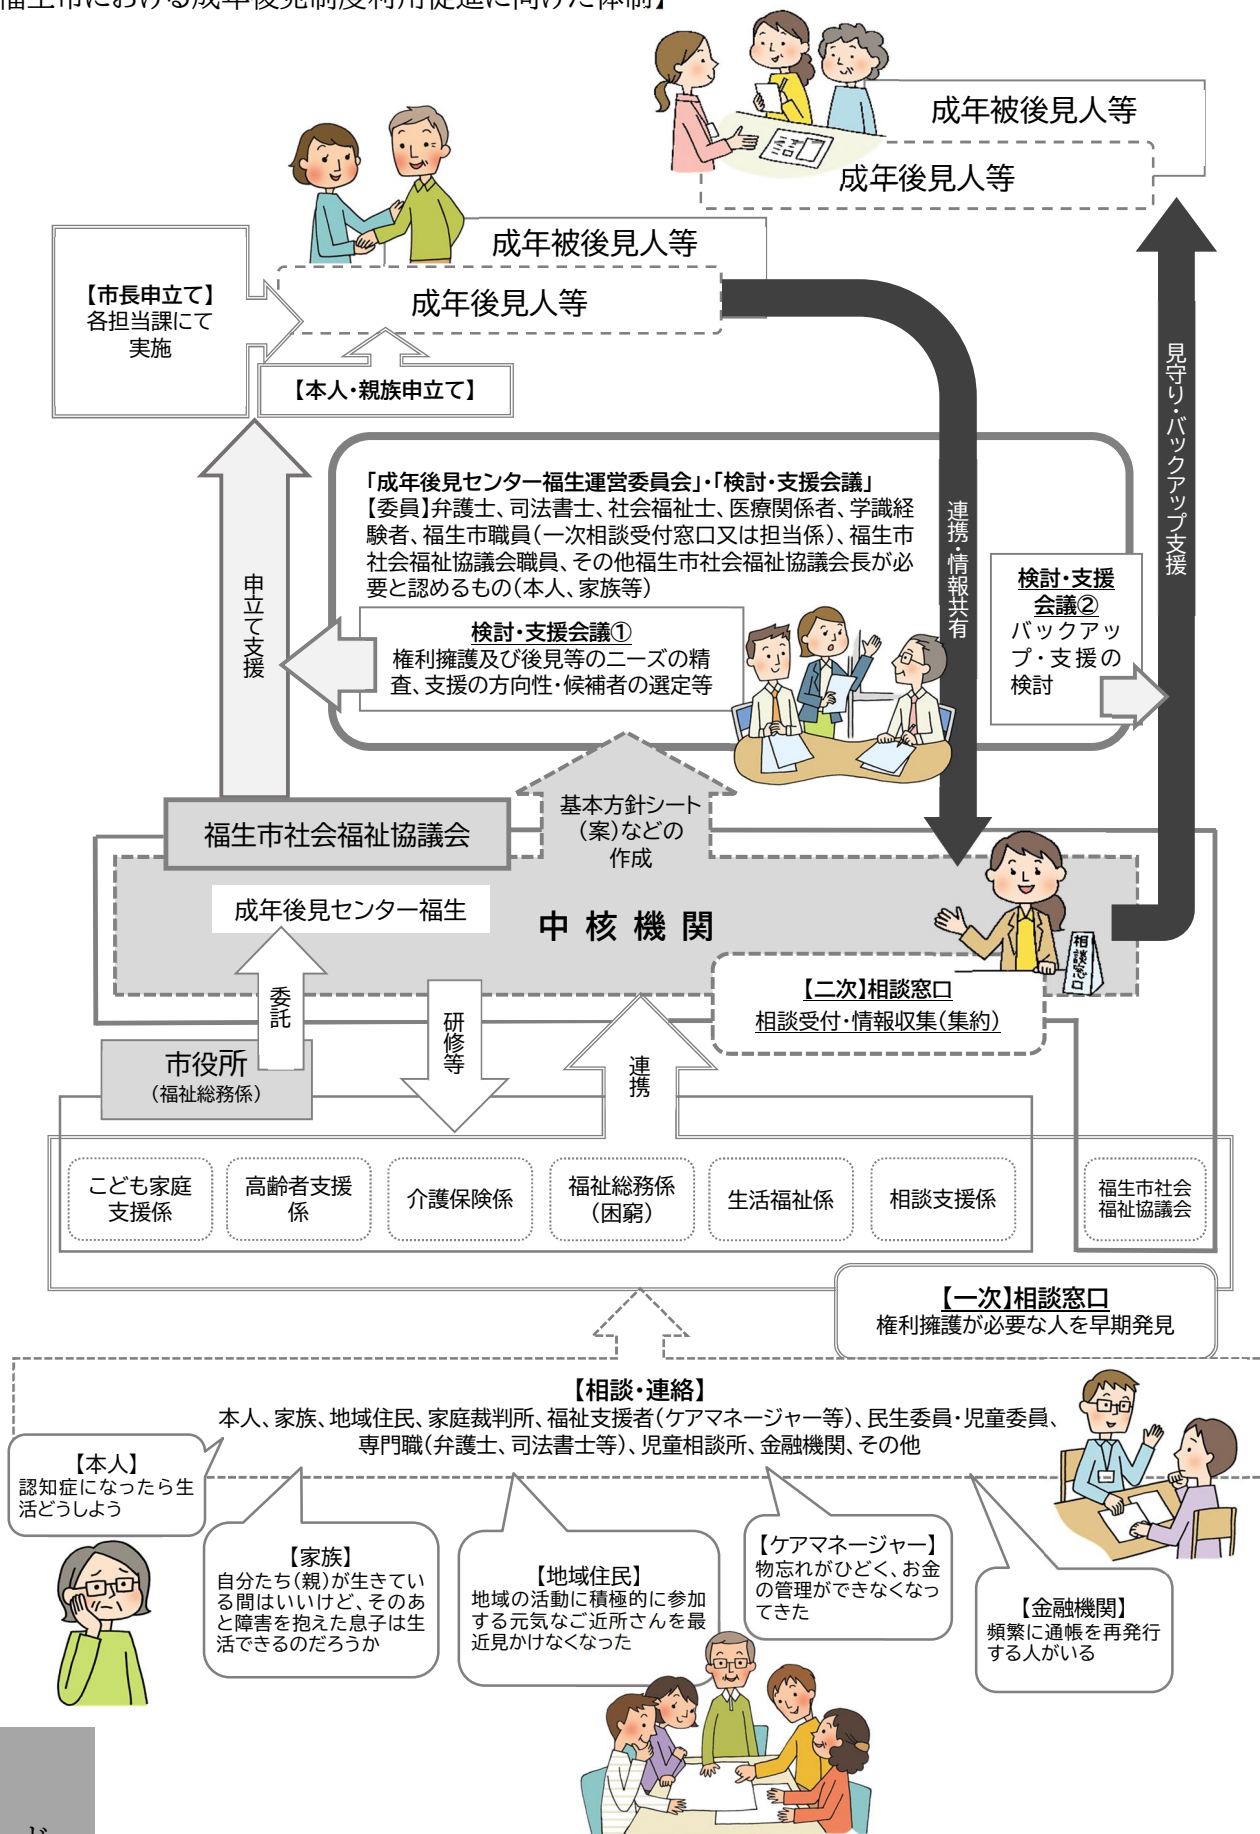 福生市における成年後見制度利用促進に向けた体制】
成年被後見人等
成年後見人等
成年被後見人等
成年後見人等
【市長申立て】
各担当課にて
実施
【本人・親族申立て】
見守り・バックアップ支援
「成年後見センター福生運営委員会」・「検討・支援会議」
【委員】弁護士、司法書士、社会福祉士、医療関係者、学識経
験者、福生市職員(一次相談受付窓口又は担当係)、福生市
社会福祉協議会職員、その他福生市社会福祉協議会長が必
要と認めるもの(本人、家族等)
連携・情報共有
検討・支援
会議②
バックアッ
プ・支援の
検討
申立て支援
検討・支援会議①
権利擁護及び後見等のニーズの精
査、支援の方向性・候補者の選定等
基本方針シート
(案)などの
作成
福生市社会福祉協議会
成年後見センター福生
中核機関
相談窓口
【二次】相談窓口
相談受付・情報収集(集約)
委託
研修等
連携
市役所
(福祉総務係)
こども家庭
支援係
高齢者支援
係
介護保険係
福祉総務係
(困窮)
生活福祉係
相談支援係
福生市社会
福祉協議会
【一次】相談窓口
権利擁護が必要な人を早期発見
【相談・連絡】
本人、家族、地域住民、家庭裁判所、福祉支援者(ケアマネージャー等)、民生委員・児童委員、
専門職(弁護士、司法書士等)、児童相談所、金融機関、その他
【本人】
認知症になったら生
活どうしよう
【家族】
自分たち(親)が生きてい
る間はいいけど、そのあ
と障害を抱えた息子は生
活できるのだろうか
【地域住民】
地域の活動に積極的に参加
する元気なご近所さんを最
近見かけなくなった
【ケアマネージャー】
物忘れがひどく、お金
の管理ができなくなっ
てきた
【金融機関】
頻繁に通帳を再発行
する人がいる